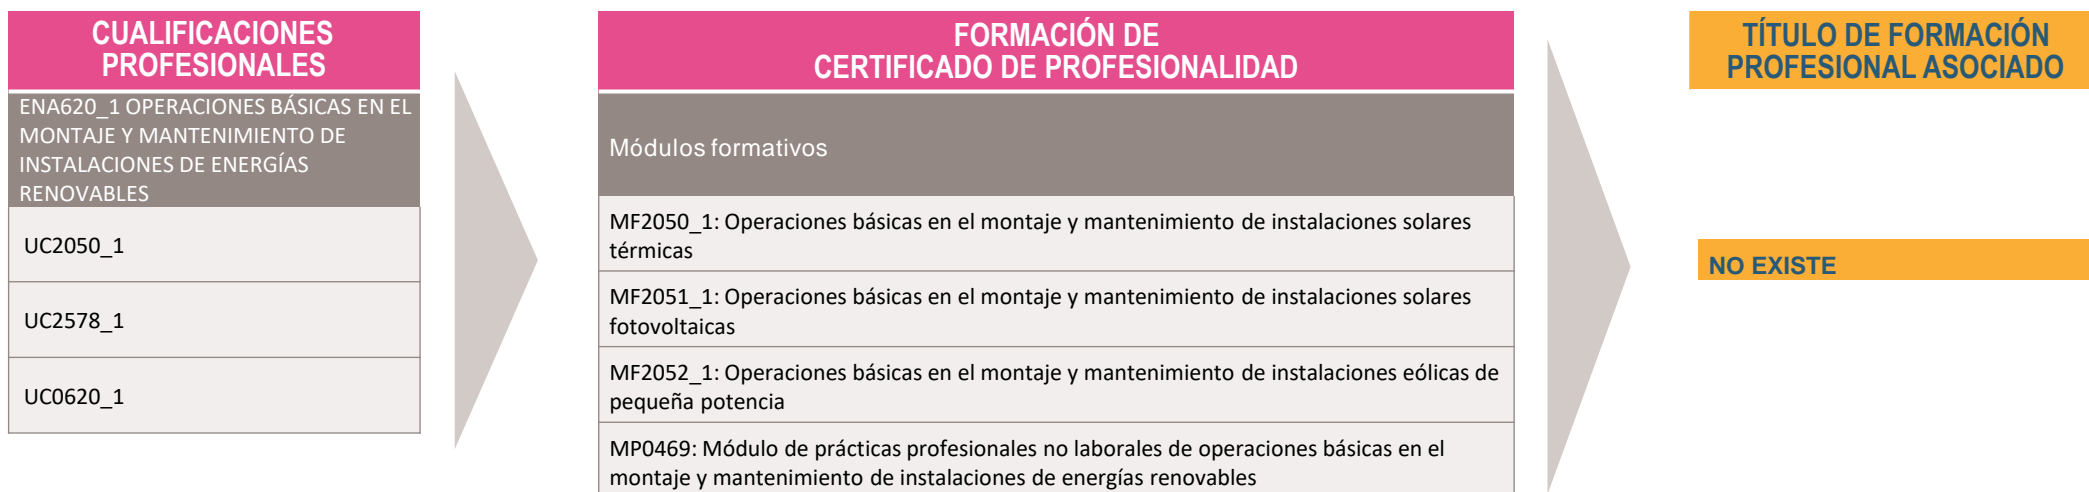 CUALIFICACIONES
PROFESIONALES
ENA620_1 OPERACIONES BÁSICAS EN EL
MONTAJE Y MANTENIMIENTO DE
INSTALACIONES DE ENERGÍAS
RENOVABLES
UC2050_1
UC2578_1
UC0620_1
FORMACIÓN DE
CERTIFICADO DE PROFESIONALIDAD
Módulos formativos
MF2050_1: Operaciones básicas en el montaje y mantenimiento de instalaciones solares
térmicas
MF2051_1: Operaciones básicas en el montaje y mantenimiento de instalaciones solares
fotovoltaicas
MF2052_1: Operaciones básicas en el montaje y mantenimiento de instalaciones eólicas de
pequeña potencia
MP0469: Módulo de prácticas profesionales no laborales de operaciones básicas en el
montaje y mantenimiento de instalaciones de energías renovables
TÍTULO DE FORMACIÓN
PROFESIONAL ASOCIADO
NO EXISTE